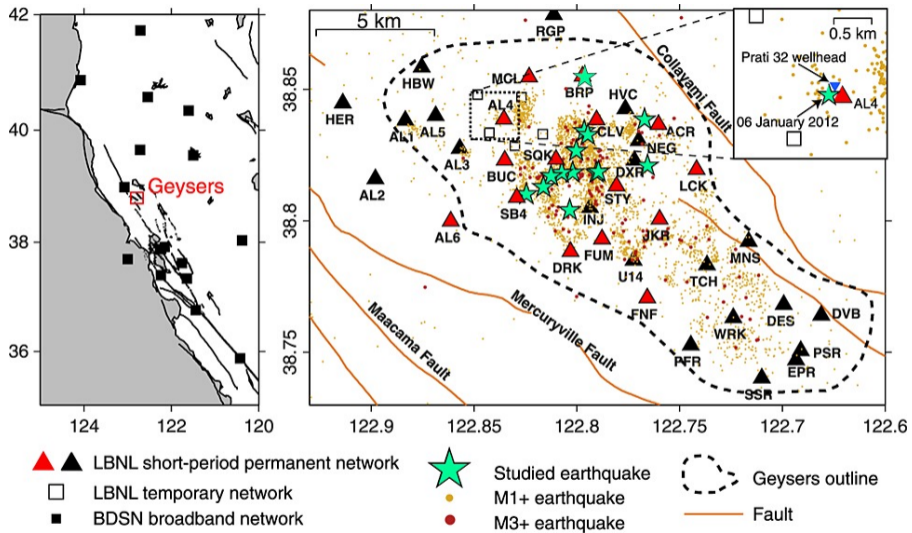 42
40
38
36
124
122
120
Geysers
5 km
38.85
38.8
38.75
122.9
122.85
122.8
122.75
122.7
122.6
RGP
HBW
MCL
BRP
HVC
HER
AL1
AL5
AL4
CLV
ACR
NEG
AL3
SQK
DXR
BUC
LCK
AL2
STY
SB4
INJ
AL6
JKR
MNS
DRK
FUM
U14
TCH
FNF
DES
DVB
WRK
PFR
PSR
EPR
SSR
Collayami Fault
Mercuryville Fault
Maacama Fault
0.5 km
Prati 32 wellhead
AL4
06 January 2012
LBNL short-period permanent network
LBNL temporary network
BDSN broadband network
Studied earthquake
M1+ earthquake
M3+ earthquake
Geysers outline
Fault